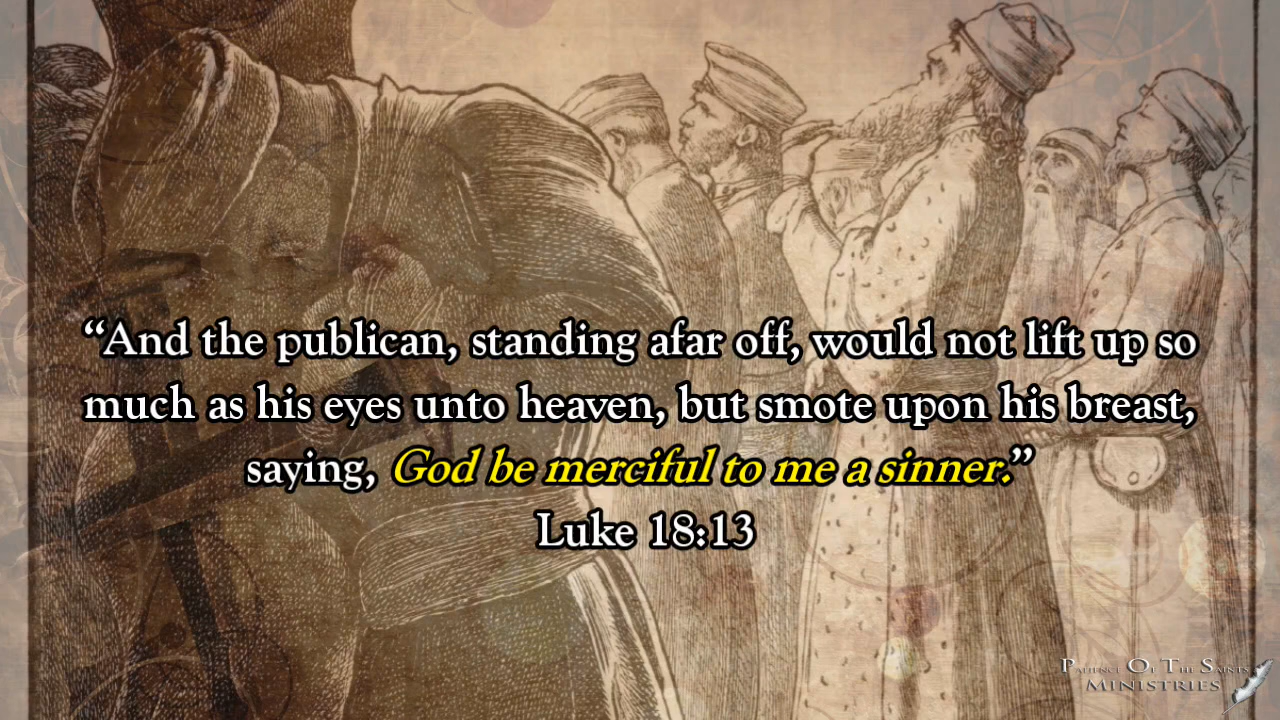 “And the publican, standing afar off, would not lift up so
much as his eyes unto heaven, but smote upon his breast,
saying, God be merciful to me a sinner.”
Luke 18:13
Patience Of The Saints
Ministries